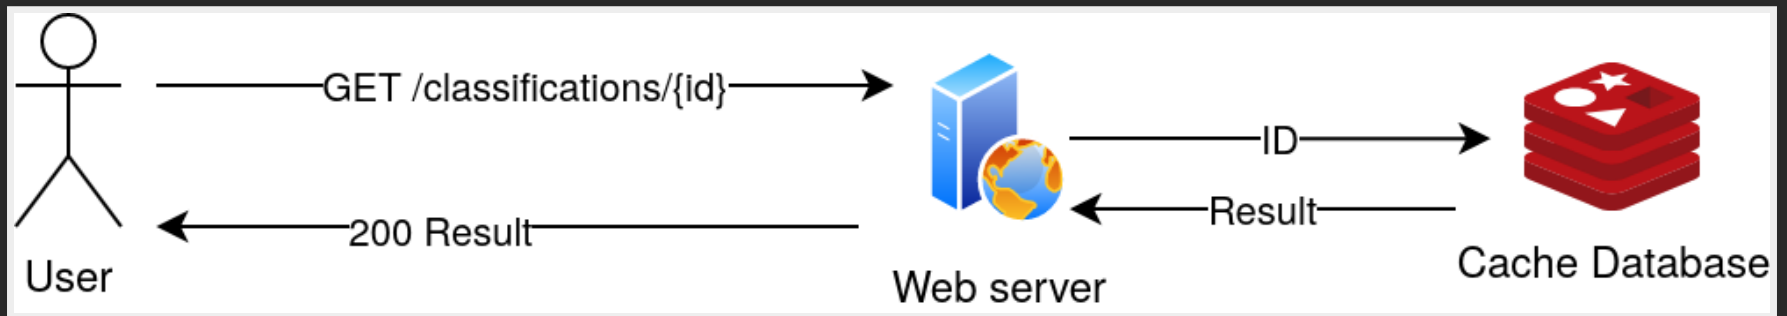 GET /classifications/{id}
ID
Result
200 Result
User
Web server
Cache Database